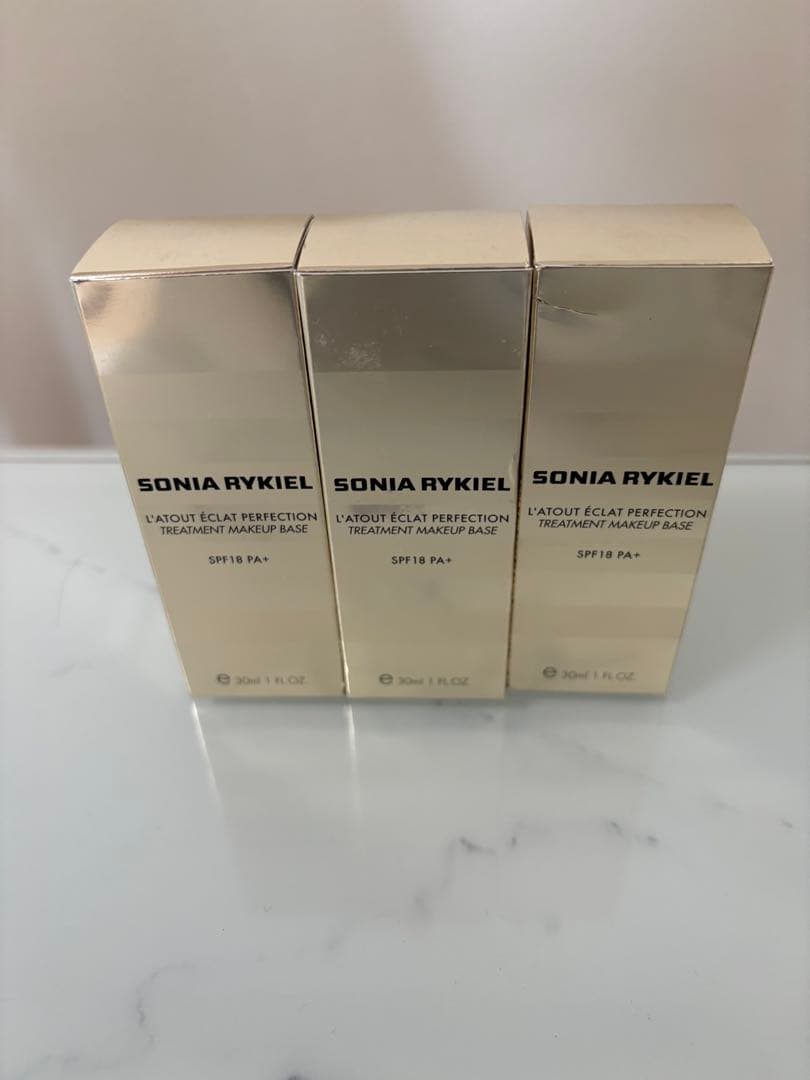 SONIA RYKIEL
L'ATOUT ÉCLAT PERFECTION
TREATMENT MAKEUP BASE
SPF18 PA+
e 30ml 1 FL.OZ.
SONIA RYKIEL
L'ATOUT ÉCLAT PERFECTION
TREATMENT MAKEUP BASE
SPF18 PA+
e 30ml 1 FL.OZ.
SONIA RYKIEL
L'ATOUT ÉCLAT PERFECTION
TREATMENT MAKEUP BASE
SPF18 PA+
e 30ml 1 FL.OZ.